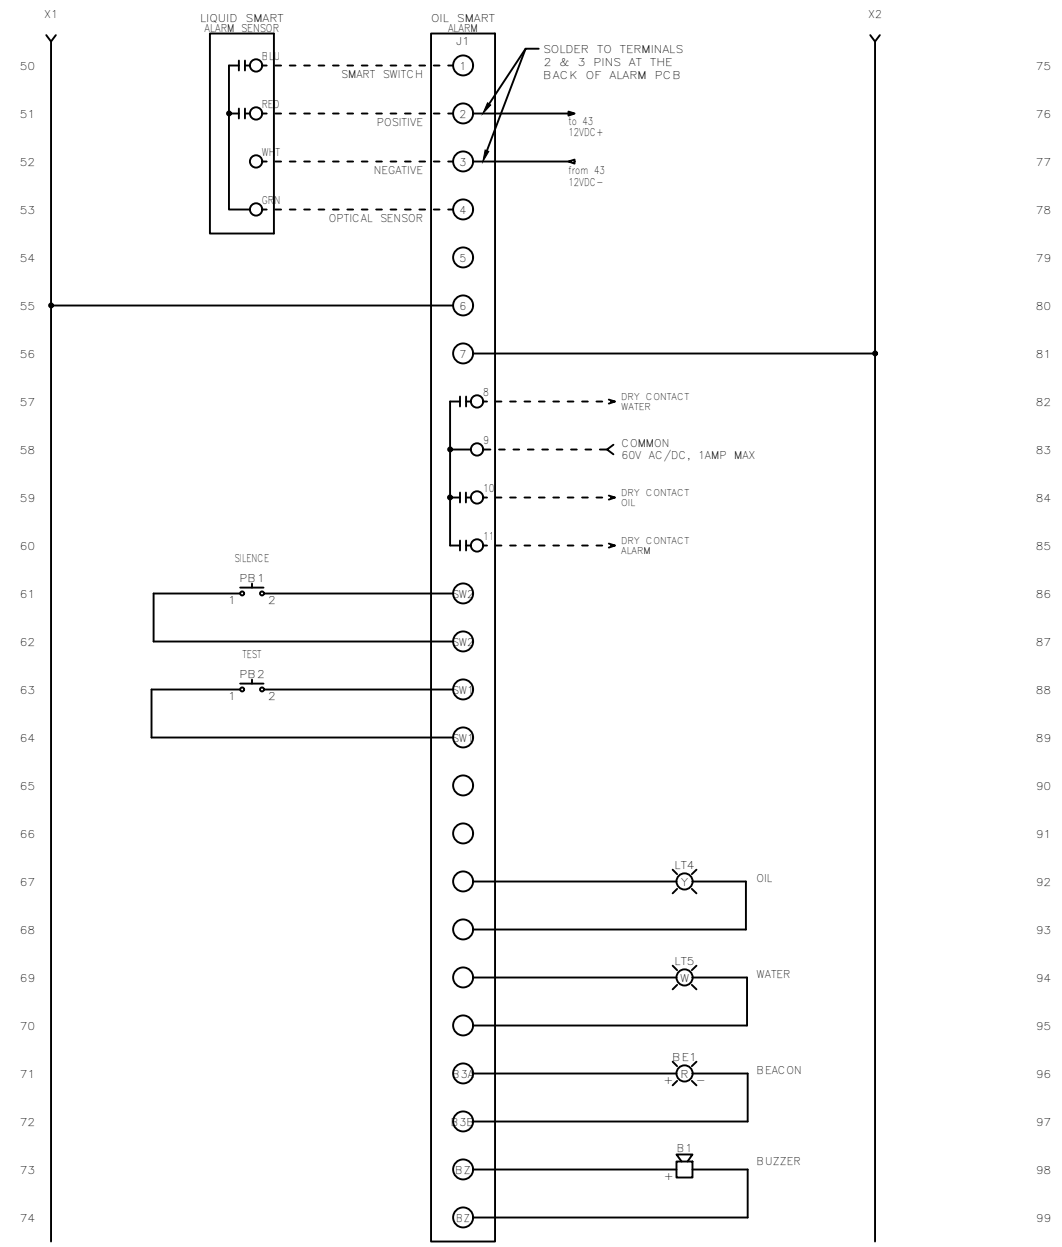 X1
LIQUID SMART
ALARM SENSOR
OIL SMART
ALARM
J1
X2
SOLDER TO TERMINALS
2 & 3 PINS AT THE
BACK OF ALARM PCB
50
BLU
SMART SWITCH
1
75
51
RED
POSITIVE
2
to 43
12VDC+
76
52
WHT
NEGATIVE
3
from 43
12VDC-
77
53
GRN
OPTICAL SENSOR
4
78
54
5
79
55
6
80
56
7
81
57
8
DRY CONTACT
WATER
82
58
9
COMMON
60V AC/DC, 1AMP MAX
83
59
10
DRY CONTACT
OIL
84
60
11
DRY CONTACT
ALARM
85
SILENCE
PB1
61
1 2
SW2
86
62
SW2
87
TEST
PB2
63
1 2
SW1
88
64
SW1
89
65
90
66
91
LT4
67
Y
OIL
92
68
93
LT5
69
W
WATER
94
70
95
BE1
71
B3A
+ R -
BEACON
96
72
B3B
97
B1
73
BZ
+
BUZZER
98
74
BZ
99